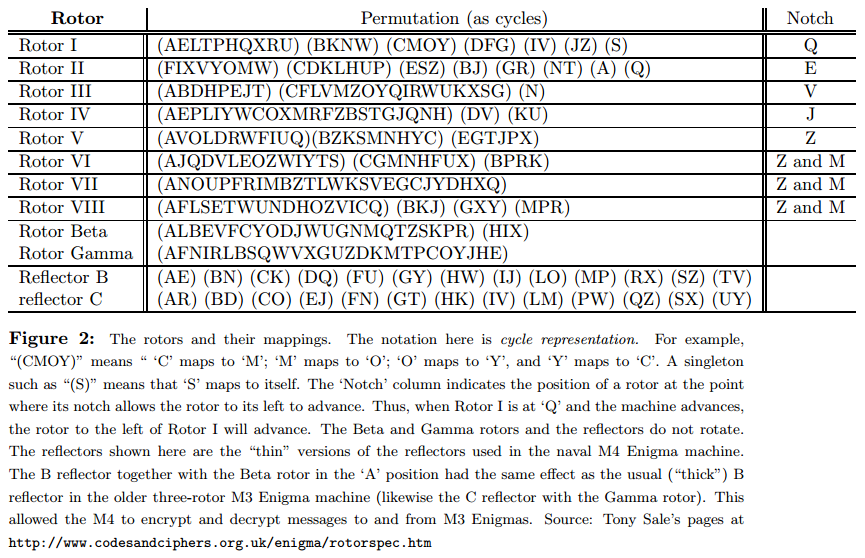 Rotor Permutation (as cycles) Notch
Rotor I (AELTPHQXRU) (BKNW) (CMOY) (DFG) (IV) (JZ) (S) Q
Rotor II (FIXVYOMW) (CDKLHUP) (ESZ) (BJ) (GR) (NT) (A) (Q) E
Rotor III (ABDHPEJT) (CFLVMZOYQIRWUKXSG) (N) V
Rotor IV (AEPLIYWCOXMRFZBSTGJQNH) (DV) (KU) J
Rotor V (AVOLDRWFIUQ)(BZKSMNHYC) (EGTJPX) Z
Rotor VI (AJQDVLEOZWIYTS) (CGMNHFUX) (BPRK) Z and M
Rotor VII (ANOUPFRIMBZTLWKSVEGCJYDHXQ) Z and M
Rotor VIII (AFLSETWUNDHOZVICQ) (BKJ) (GXY) (MPR) Z and M
Rotor Beta (ALBEVFCYODJWUGNMQTZSKPR) (HIX)
Rotor Gamma (AFNIRLBSQWVXGUZDKMTPCOYJHE)
Reflector B (AE) (BN) (CK) (DQ) (FU) (GY) (HW) (IJ) (LO) (MP) (RX) (SZ) (TV)
reflector C (AR) (BD) (CO) (EJ) (FN) (GT) (HK) (IV) (LM) (PW) (QZ) (SX) (UY)
Figure 2: The rotors and their mappings. The notation here is cycle representation. For example,
“(CMOY)” means “ ‘C’ maps to ‘M’; ‘M’ maps to ‘O’; ‘O’ maps to ‘Y’, and ‘Y’ maps to ‘C’. A singleton
such as “(S)” means that ‘S’ maps to itself. The ‘Notch’ column indicates the position of a rotor at the point
where its notch allows the rotor to its left to advance. Thus, when Rotor I is at ‘Q’ and the machine advances,
the rotor to the left of Rotor I will advance. The Beta and Gamma rotors and the reflectors do not rotate.
The reflectors shown here are the “thin” versions of the reflectors used in the naval M4 Enigma machine.
The B reflector together with the Beta rotor in the ‘A’ position had the same effect as the usual (“thick”) B
reflector in the older three-rotor M3 Enigma machine (likewise the C reflector with the Gamma rotor). This
allowed the M4 to encrypt and decrypt messages to and from M3 Enigmas. Source: Tony Sale’s pages at
http://www.codesandciphers.org.uk/enigma/rotorspec.htm